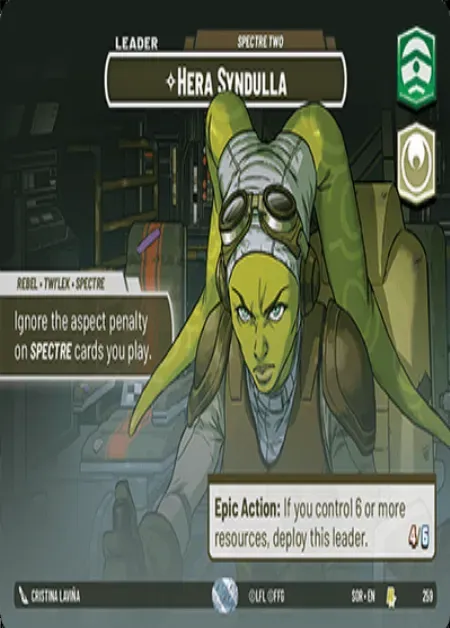 LEADER
SPECTRE TWO
HERA SYNDULLA
REBEL • TWI'LEK • SPECTRE
Ignore the aspect penalty
on SPECTRE cards you play.
Epic Action: If you control 6 or more
resources, deploy this leader.
4/6
CRISTINA LAVIÑA
©LFL ©FFG
SOR • EN
259